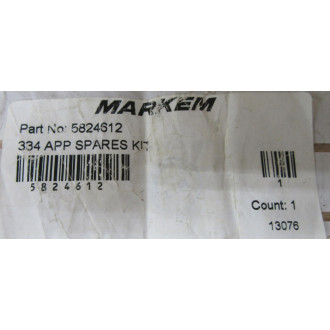 MARKEM
Part No: 5824612
334 APP SPARES KIT
5824612
1
Count: 1
13076